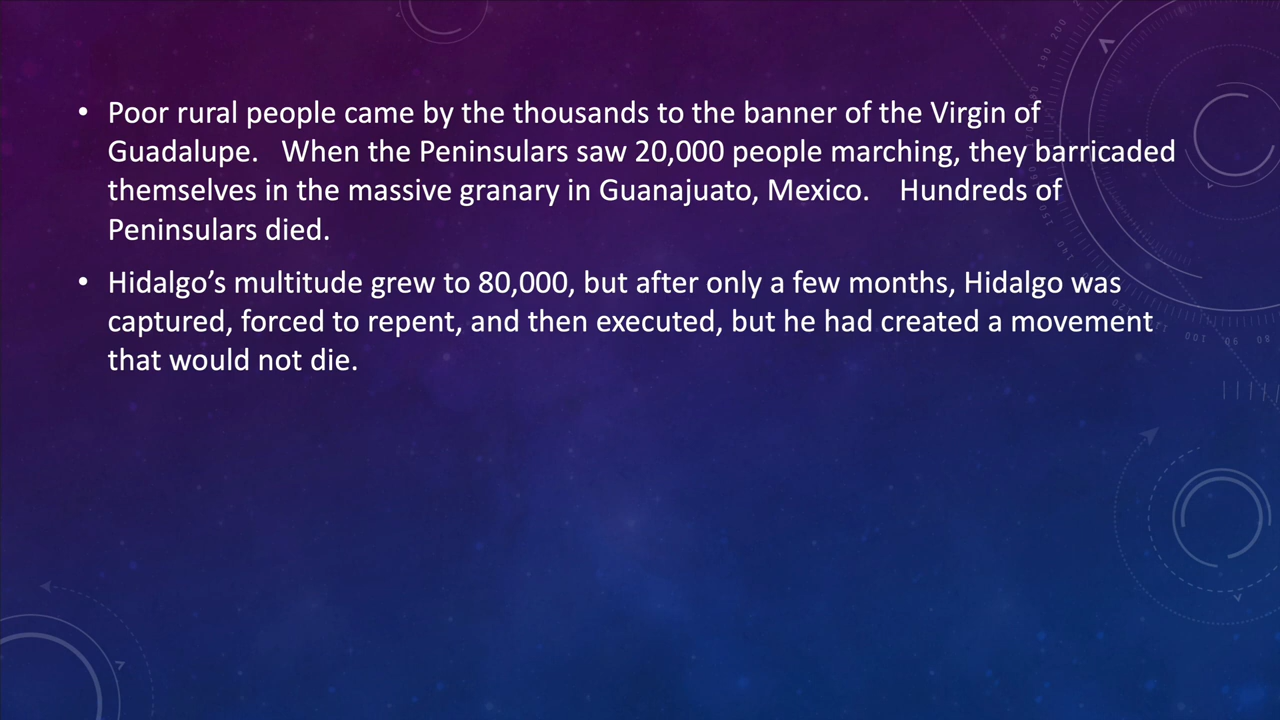 • Poor rural people came by the thousands to the banner of the Virgin of
Guadalupe.   When the Peninsulars saw 20,000 people marching, they barricaded
themselves in the massive granary in Guanajuato, Mexico.    Hundreds of
Peninsulars died.
• Hidalgo’s multitude grew to 80,000, but after only a few months, Hidalgo was
captured, forced to repent, and then executed, but he had created a movement
that would not die.